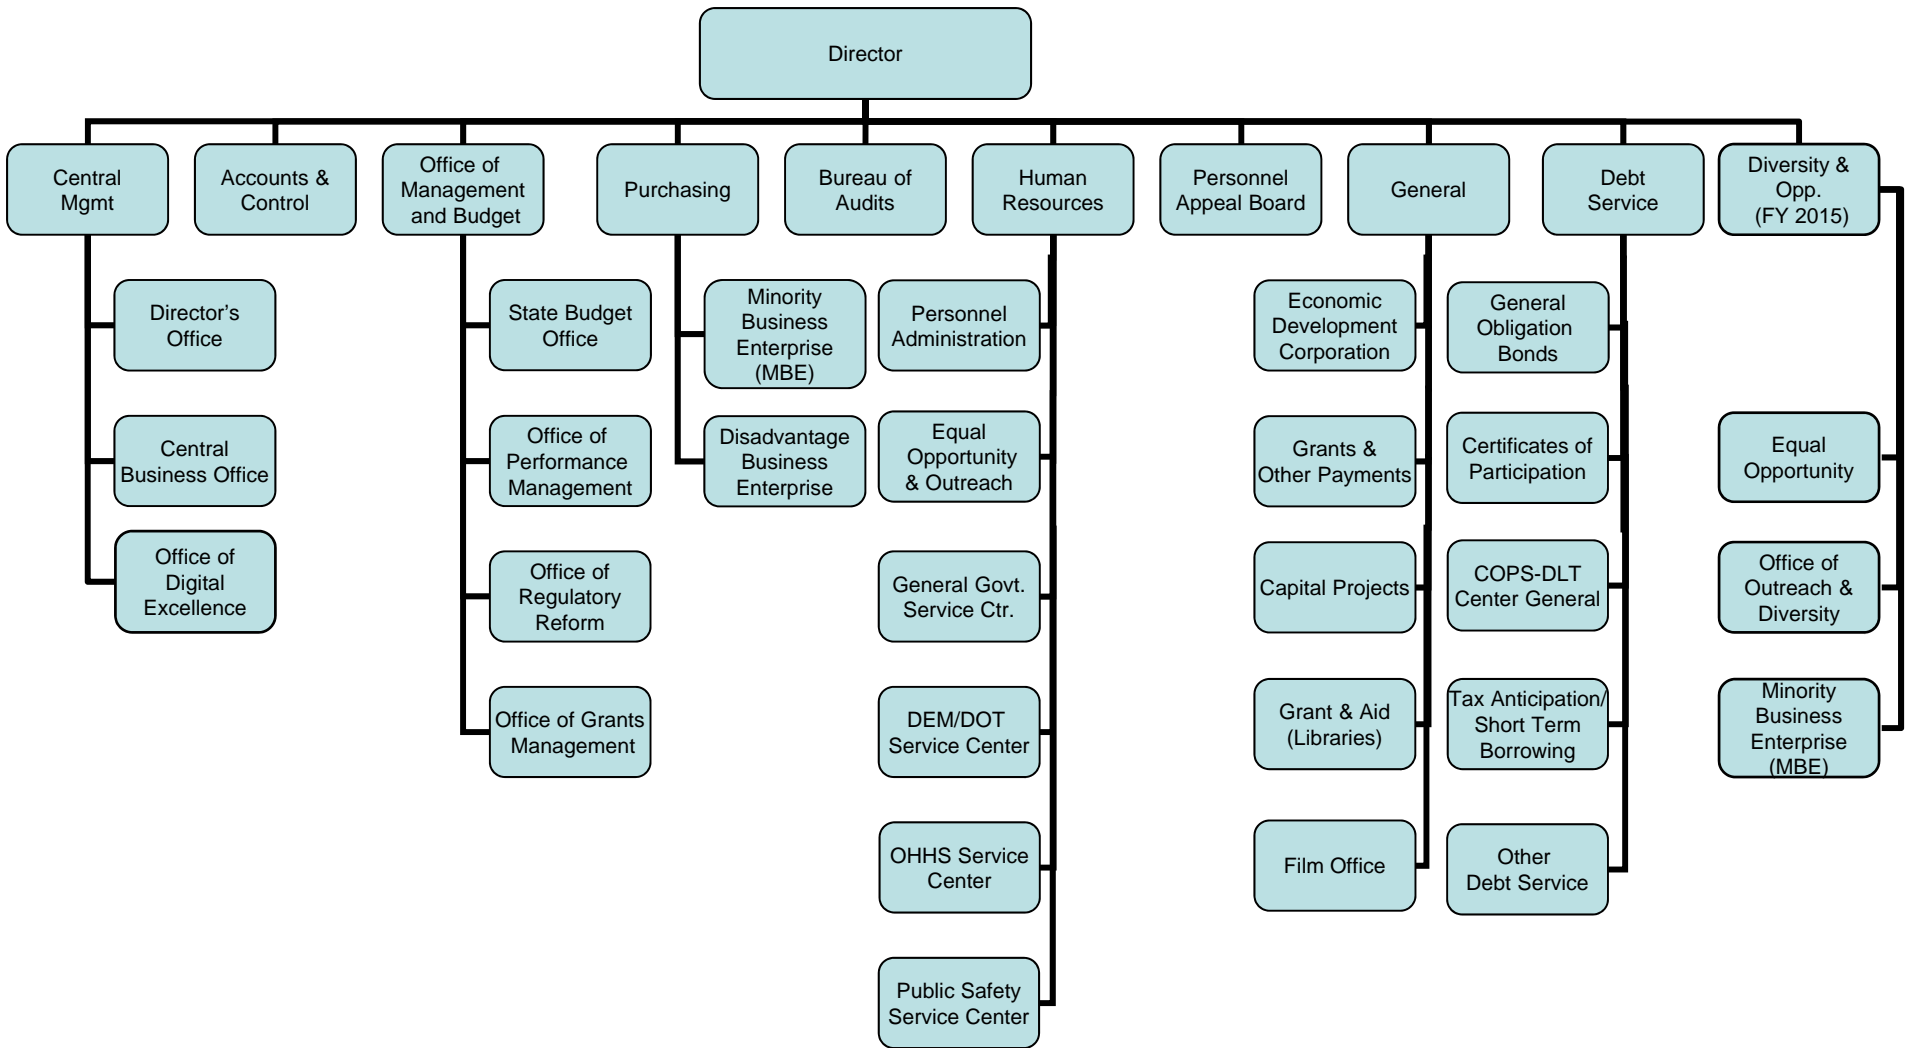 Director
Central
Mgmt
Accounts &
Control
Office of
Management
and Budget
Purchasing
Bureau of
Audits
Human
Resources
Personnel
Appeal Board
General
Debt
Service
Diversity &
Opp.
(FY 2015)
Director's
Office
Central
Business Office
Office of
Digital
Excellence
State Budget
Office
Office of
Performance
Management
Office of
Regulatory
Reform
Office of Grants
Management
Minority
Business
Enterprise
(MBE)
Disadvantage
Business
Enterprise
Personnel
Administration
Equal
Opportunity
& Outreach
General Govt.
Service Ctr.
DEM/DOT
Service Center
OHHS Service
Center
Public Safety
Service Center
Economic
Development
Corporation
Grants &
Other Payments
Capital Projects
Grant & Aid
(Libraries)
Film Office
General
Obligation
Bonds
Certificates of
Participation
COPS-DLT
Center General
Tax Anticipation/
Short Term
Borrowing
Other
Debt Service
Equal
Opportunity
Office of
Outreach &
Diversity
Minority
Business
Enterprise
(MBE)